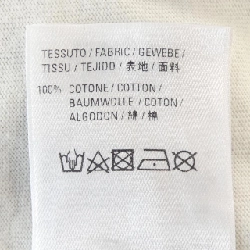 TESSUTO / FABRIC / GEWEBE /
TISSU / TEJIDO / 表地 / 面料
100% COTONE / COTTON /
BAUMWOLLE / COTON /
ALGODON / 綿 / 棉